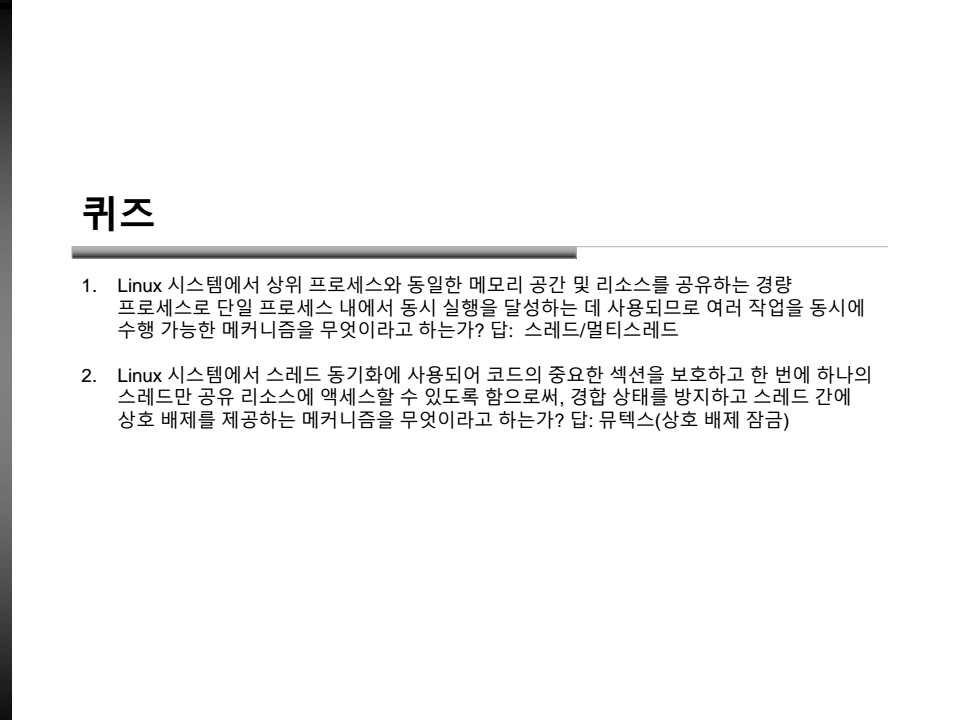 퀴즈
1. Linux 시스템에서 상위 프로세스와 동일한 메모리 공간 및 리소스를 공유하는 경량
프로세스로 단일 프로세스 내에서 동시 실행을 달성하는 데 사용되므로 여러 작업을 동시에
수행 가능한 메커니즘을 무엇이라고 하는가? 답: 스레드/멀티스레드
2. Linux 시스템에서 스레드 동기화에 사용되어 코드의 중요한 섹션을 보호하고 한 번에 하나의
스레드만 공유 리소스에 액세스할 수 있도록 함으로써, 경합 상태를 방지하고 스레드 간에
상호 배제를 제공하는 메커니즘을 무엇이라고 하는가? 답: 뮤텍스(상호 배제 잠금)